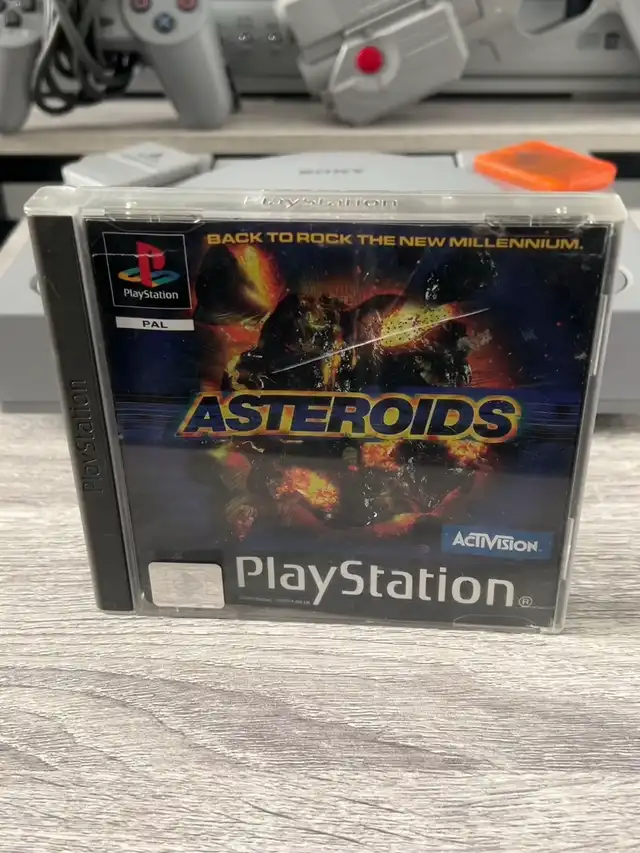 SONY
PlayStation
BACK TO ROCK THE NEW MILLENNIUM.
PlayStation
PAL
PlayStation
ASTEROIDS
ACTIVISION
PlayStation®